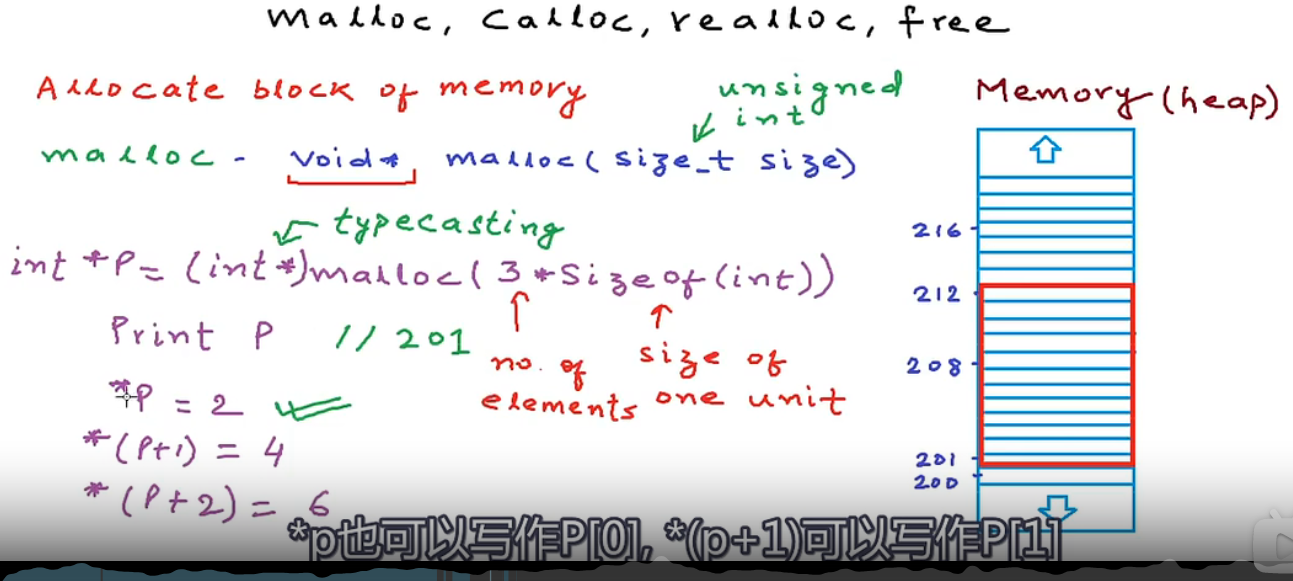 malloc, calloc, realloc, free
Allocate block of memory
unsigned
int
Memory (heap)
malloc - void* malloc(size_t size)
typecasting
216
int *P= (int*)malloc(3*Sizeof(int))
212
Print P // 201
no. of
elements
size of
one unit
208
*P = 2
*(P+1) = 4
201
200
*(P+2) = 6
*p也可以写作P[0], *(p+1)可以写作P[1]